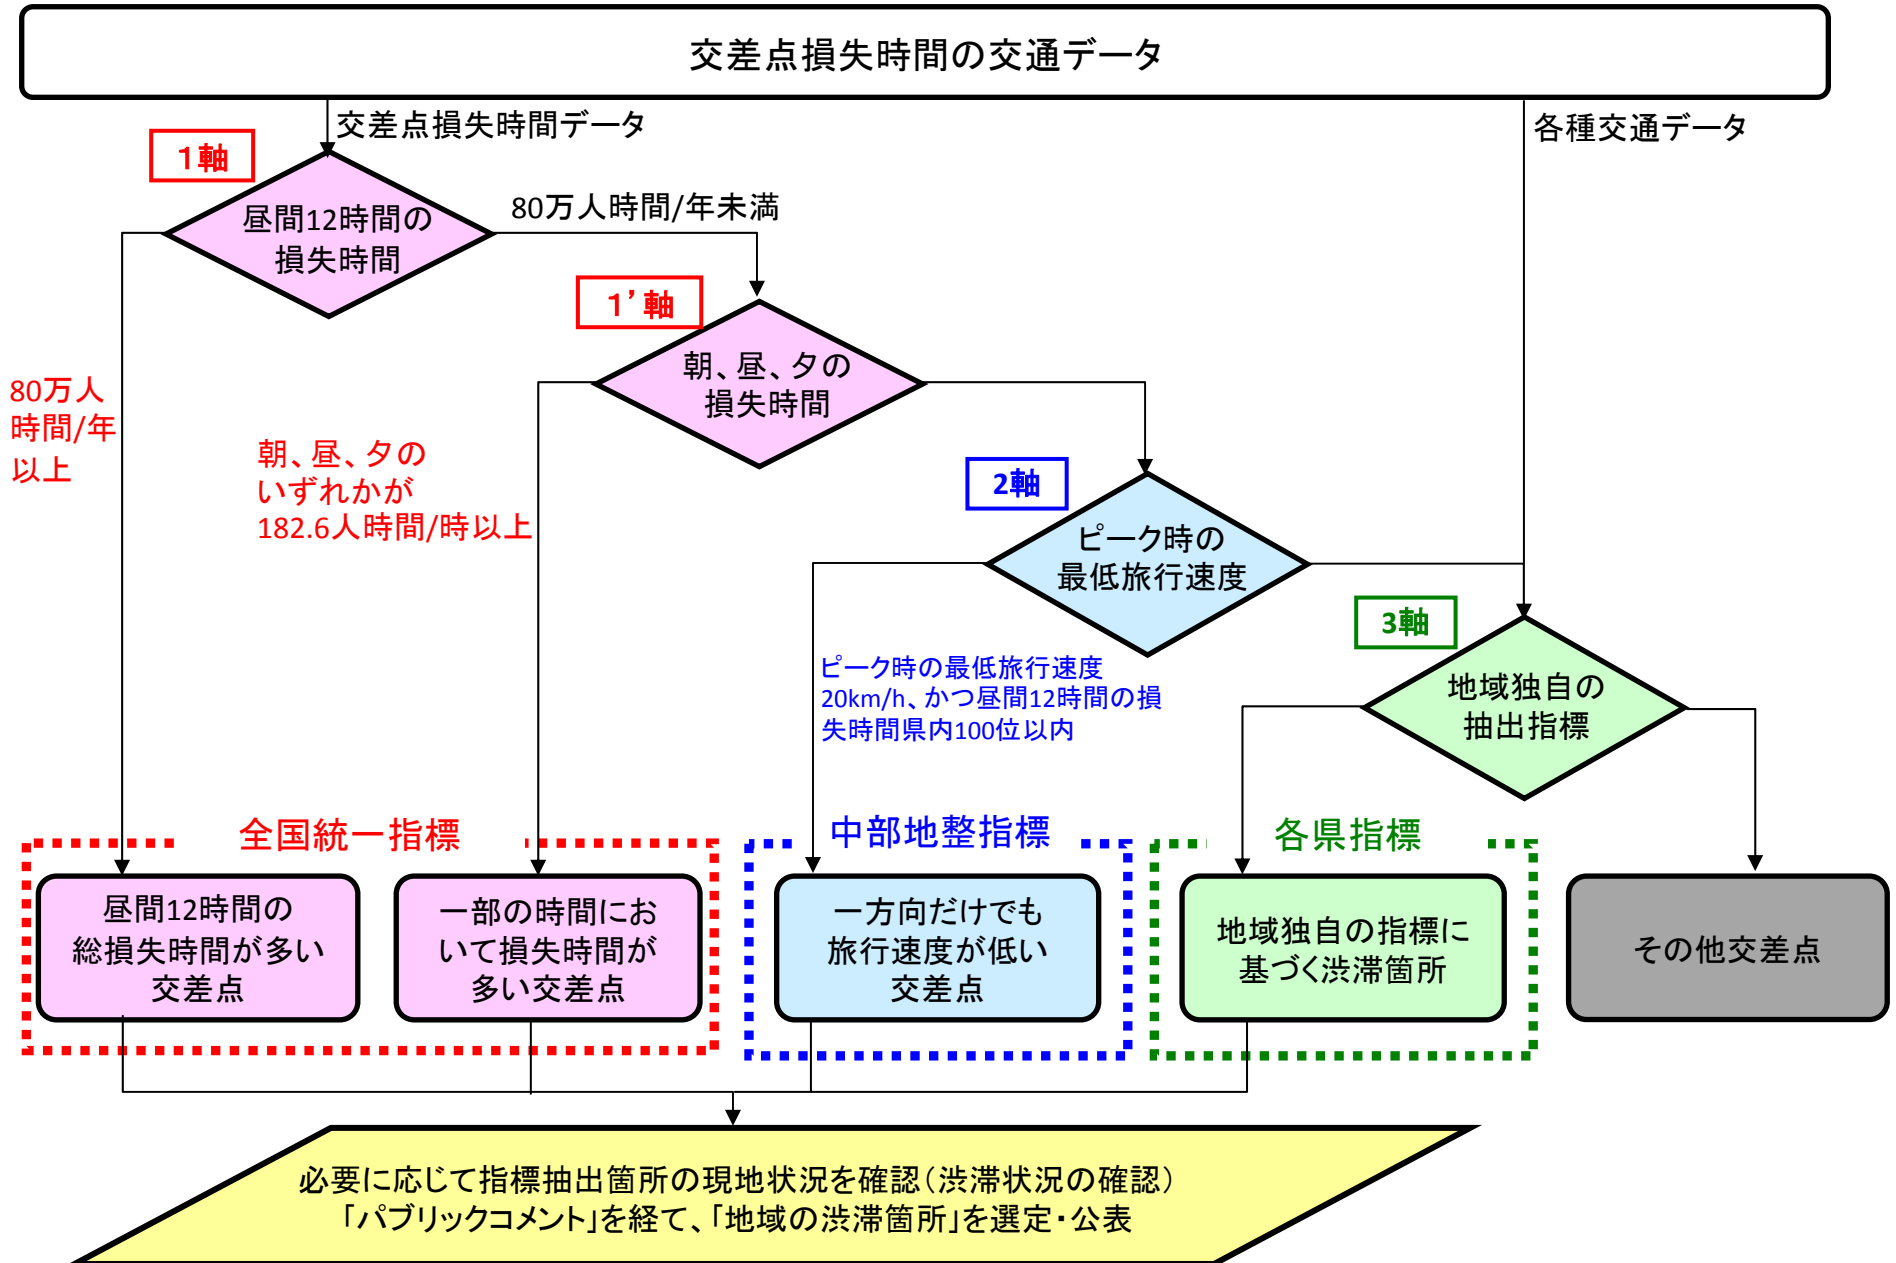 交差点損失時間の交通データ
交差点損失時間データ
各種交通データ
1軸
昼間12時間の
損失時間
80万人時間/年未満
1’軸
朝、昼、夕の
損失時間
80万人
時間/年
以上
朝、昼、夕の
いずれかが
182.6人時間/時以上
2軸
ピーク時の
最低旅行速度
3軸
ピーク時の最低旅行速度
20km/h、かつ昼間12時間の損
失時間県内100位以内
地域独自の
抽出指標
全国統一指標
中部地整指標
各県指標
昼間12時間の
総損失時間が多い
交差点
一部の時間にお
いて損失時間が
多い交差点
一方向だけでも
旅行速度が低い
交差点
地域独自の指標に
基づく渋滞箇所
その他交差点
必要に応じて指標抽出箇所の現地状況を確認（渋滞状況の確認）
「パブリックコメント」を経て、「地域の渋滞箇所」を選定・公表